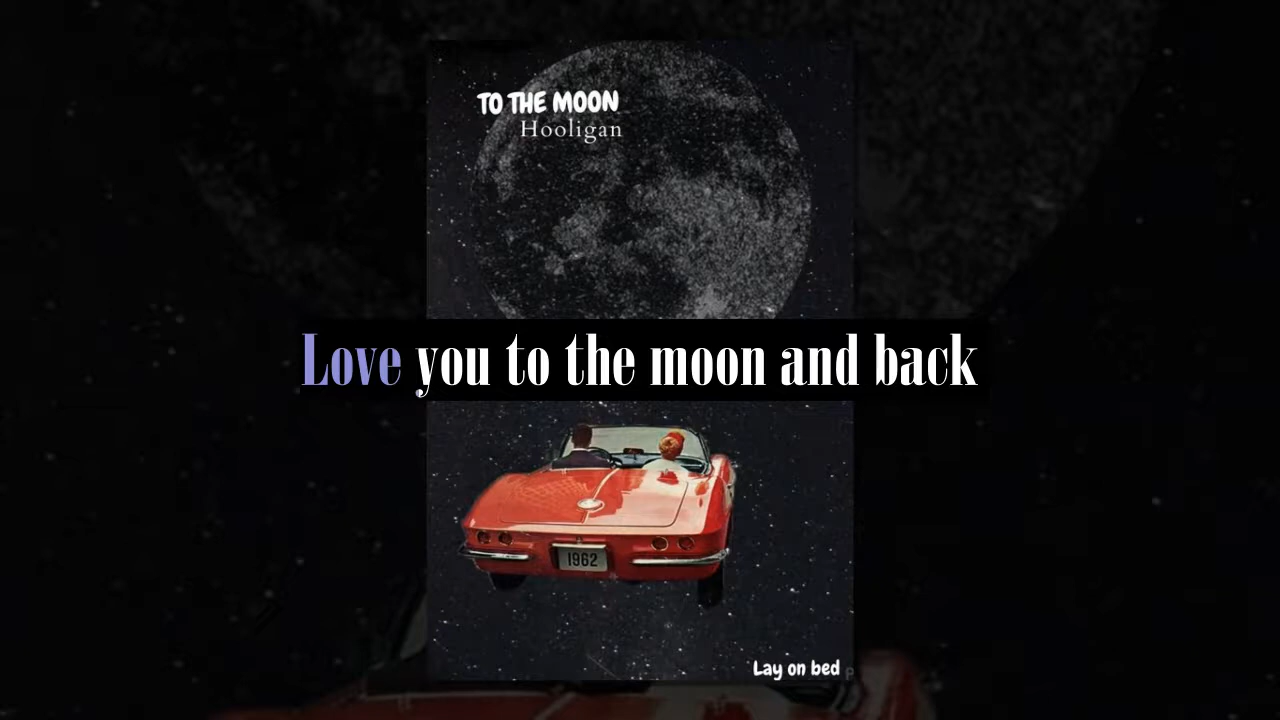 TO THE MOON
Hooligan
Love you to the moon and back
1962
Lay on bed p